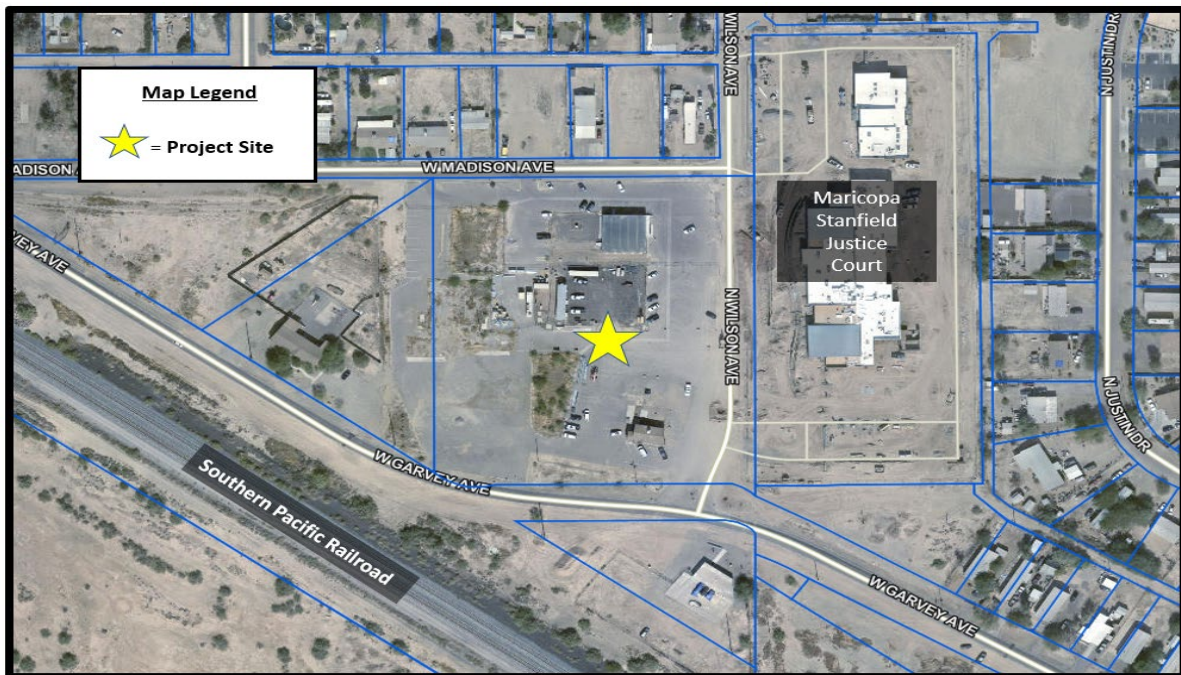 Map Legend
= Project Site
N WILSON AVE
N JUSTIN DR
W MADISON AVE
MADISON A
Maricopa
Stanfield
Justice
Court
VEY AVE
N WILSON AVE
N JUSTIN DR
W GARVEY AVE
Southern Pacific Railroad
W GARVEY AVE